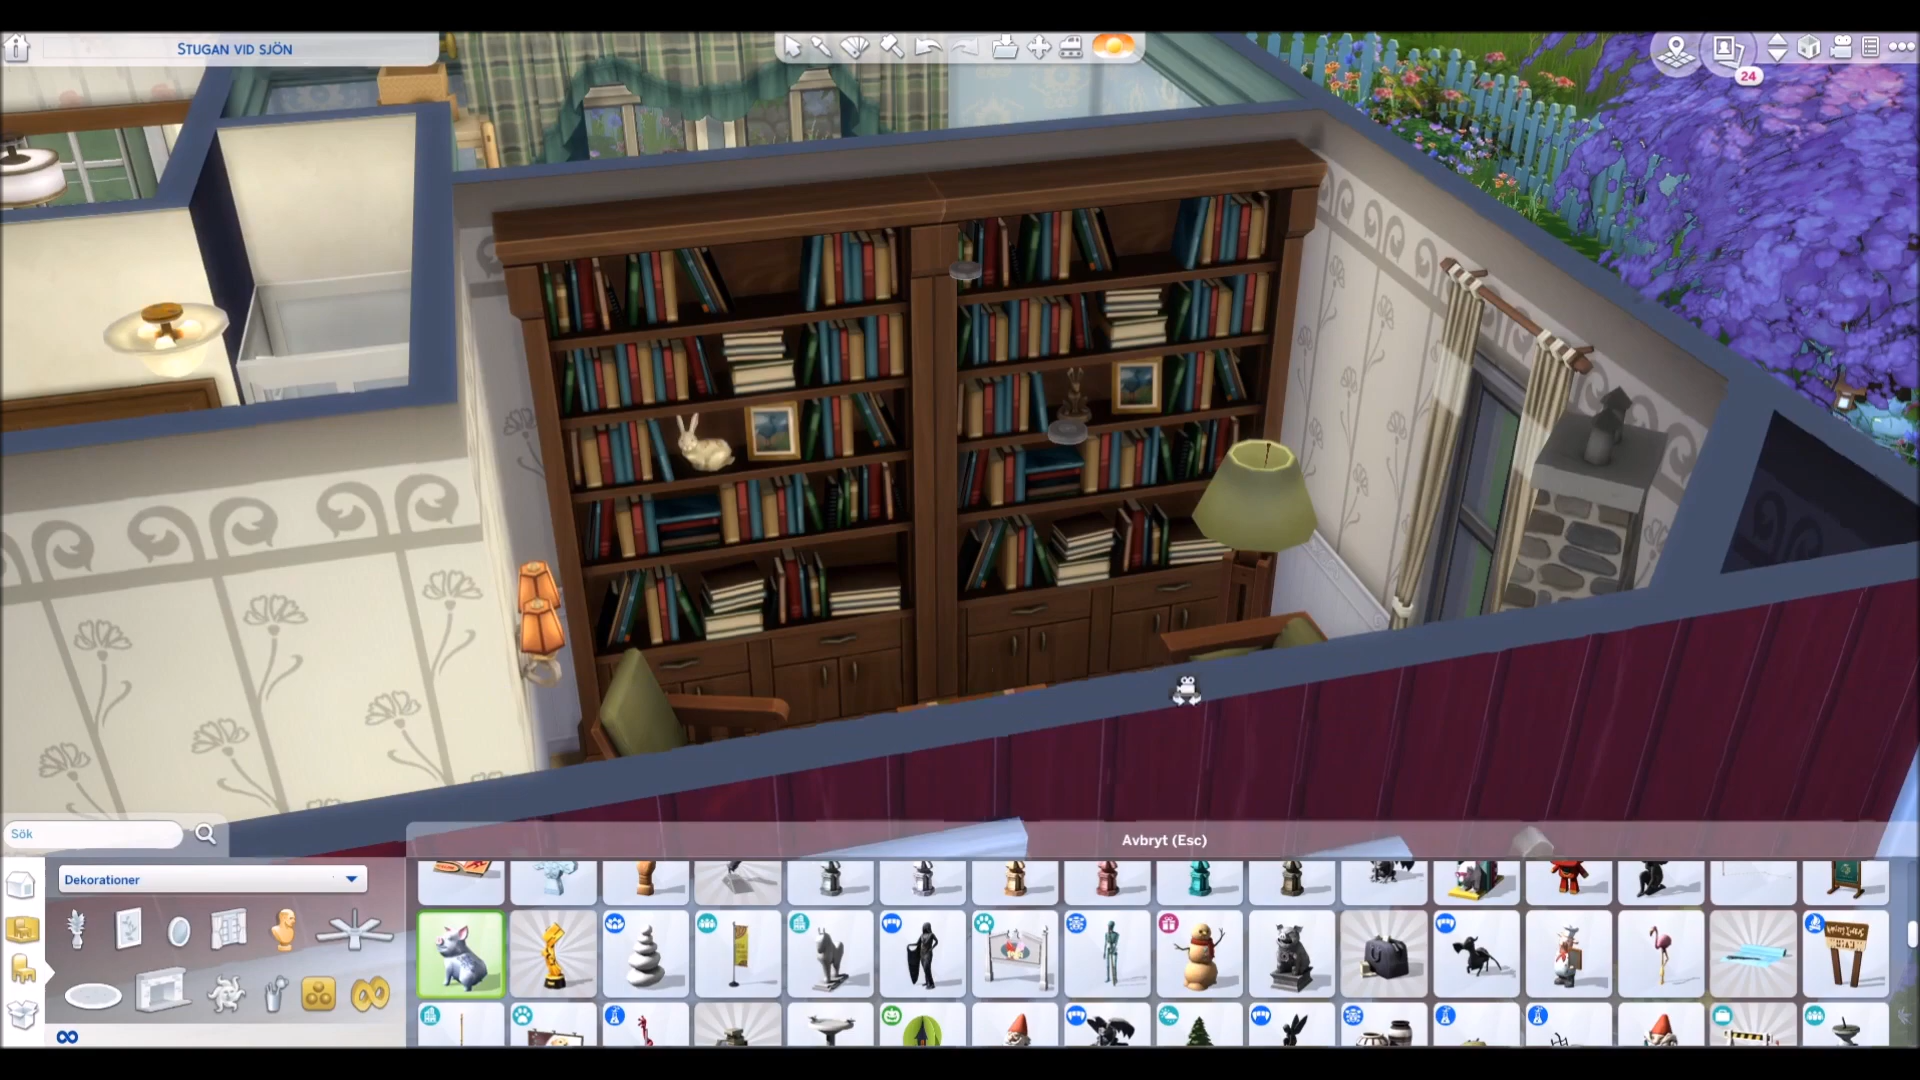 STUGAN VID SJÖN
24
Sök
Avbryt (Esc)
Dekorationer